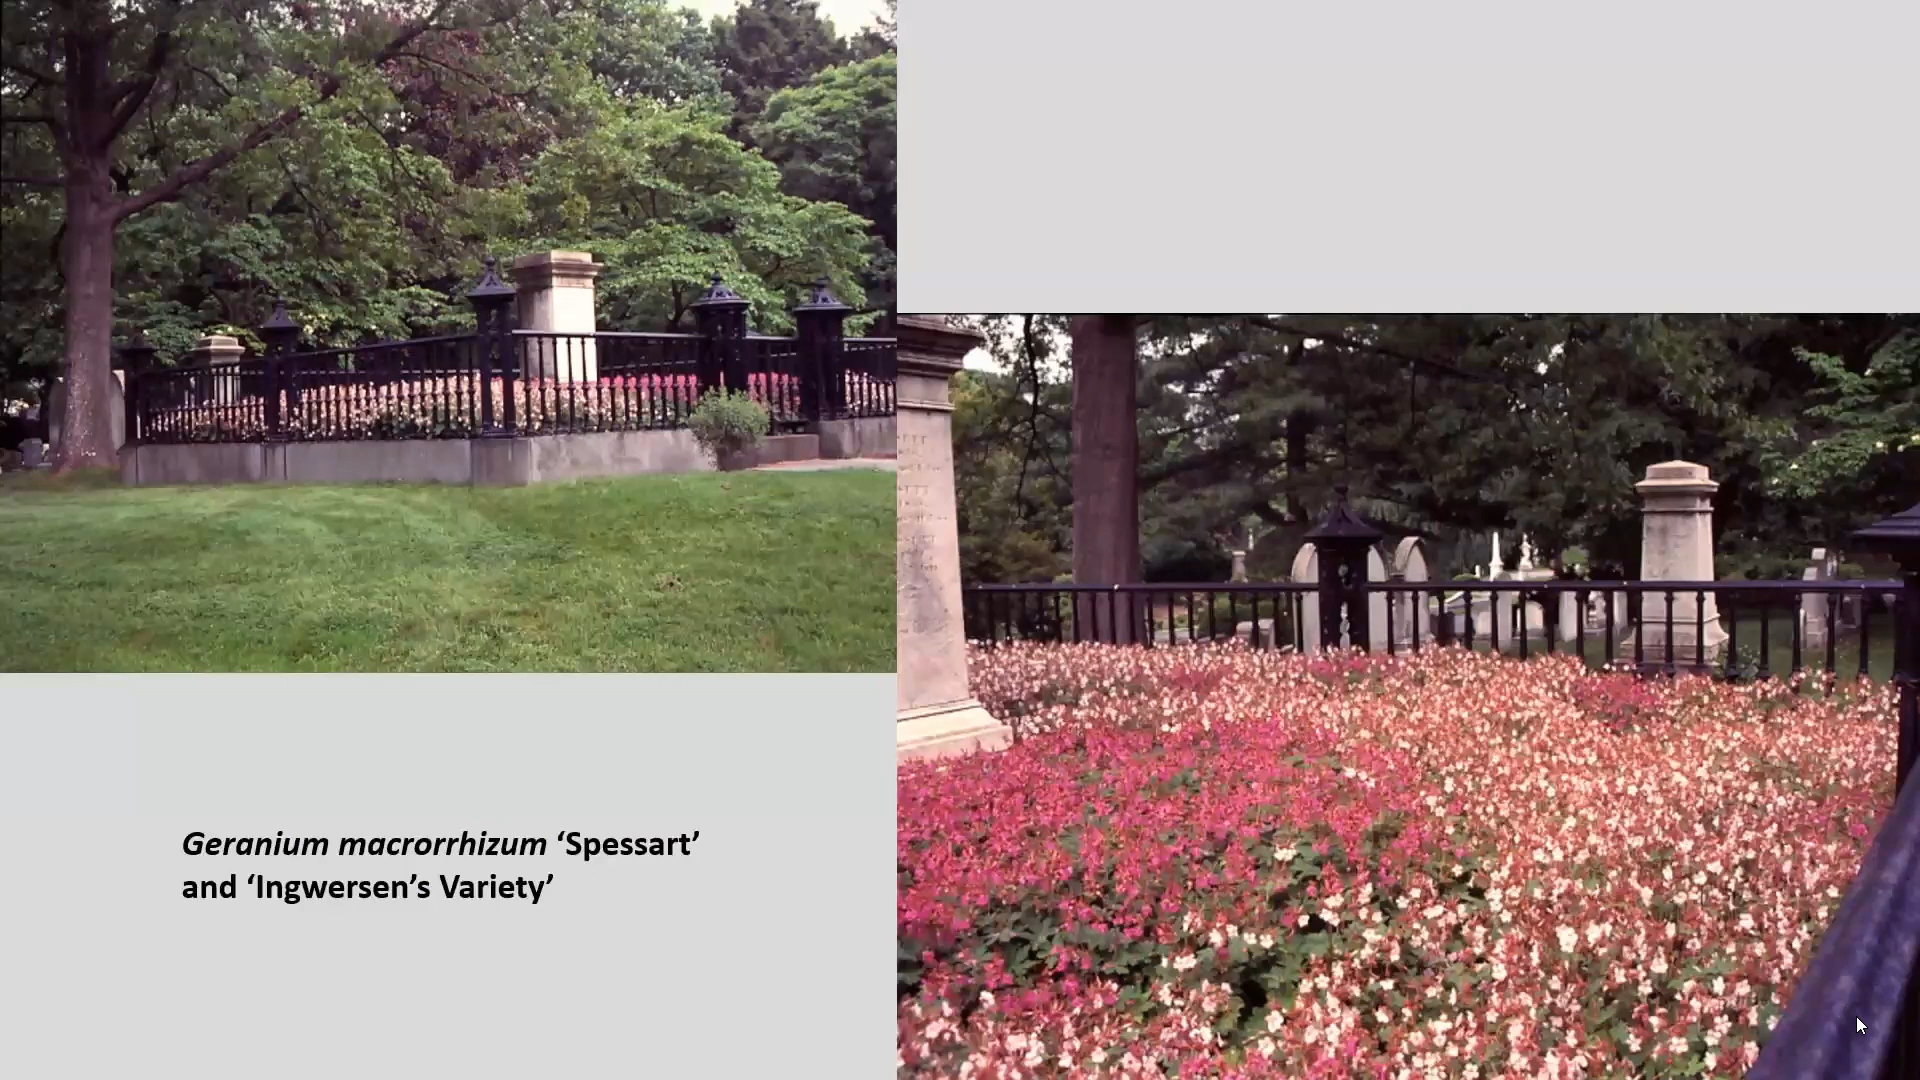 Geranium macrorrhizum ‘Spessart’
and ‘Ingwersen’s Variety’